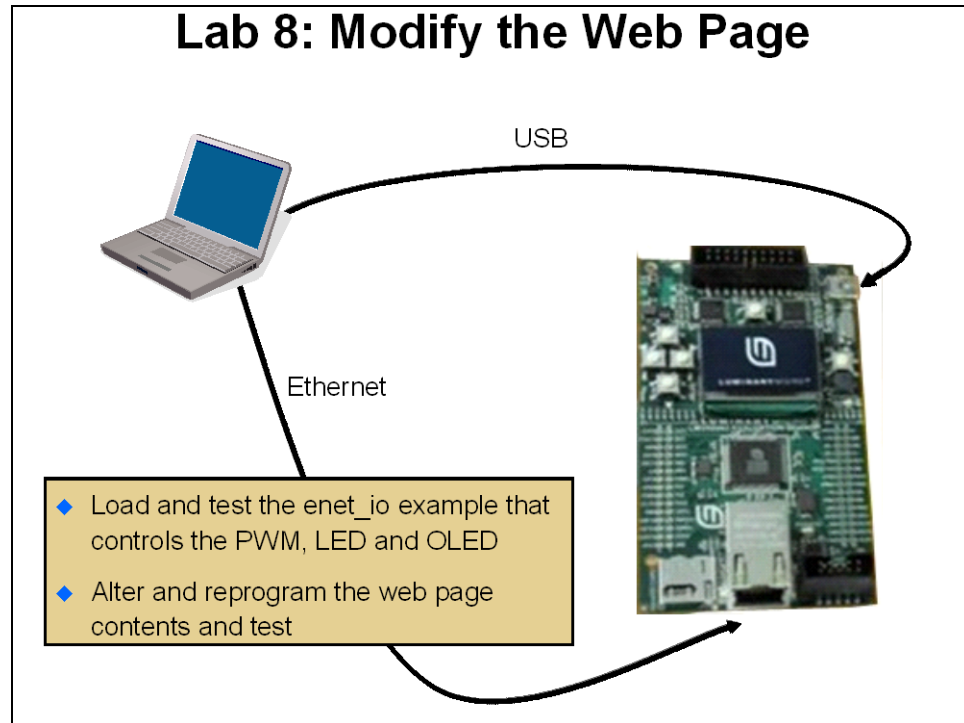 Lab 8: Modify the Web Page
USB
Ethernet
Load and test the enet_io example that
controls the PWM, LED and OLED
Alter and reprogram the web page
contents and test